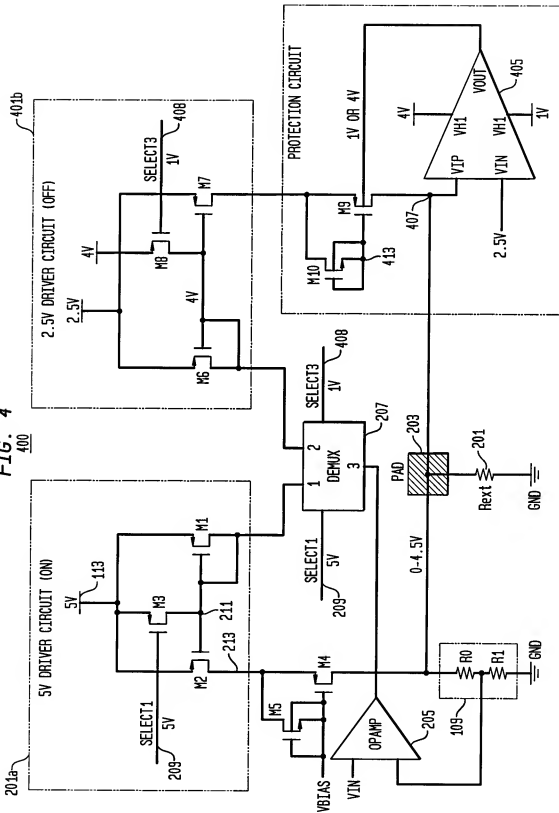 FIG. 4
400
201a
5V DRIVER CIRCUIT (ON)
5V
113
SELECT1
5V
209
M3
M2
M1
211
213
M5
M4
VBIAS
VIN
OPAMP
205
109
R0
R1
GND
SELECT1
5V
209
1
2
DEMUX
3
207
SELECT3
1V
408
PAD
203
0-4.5V
201
Rext
GND
2.5V DRIVER CIRCUIT (OFF)
401b
2.5V
4V
SELECT3
1V
408
M8
M6
M7
4V
PROTECTION CIRCUIT
M10
M9
413
1V OR 4V
407
4V
VH1
VIP
VOUT
VIN
VH1
1V
405
2.5V